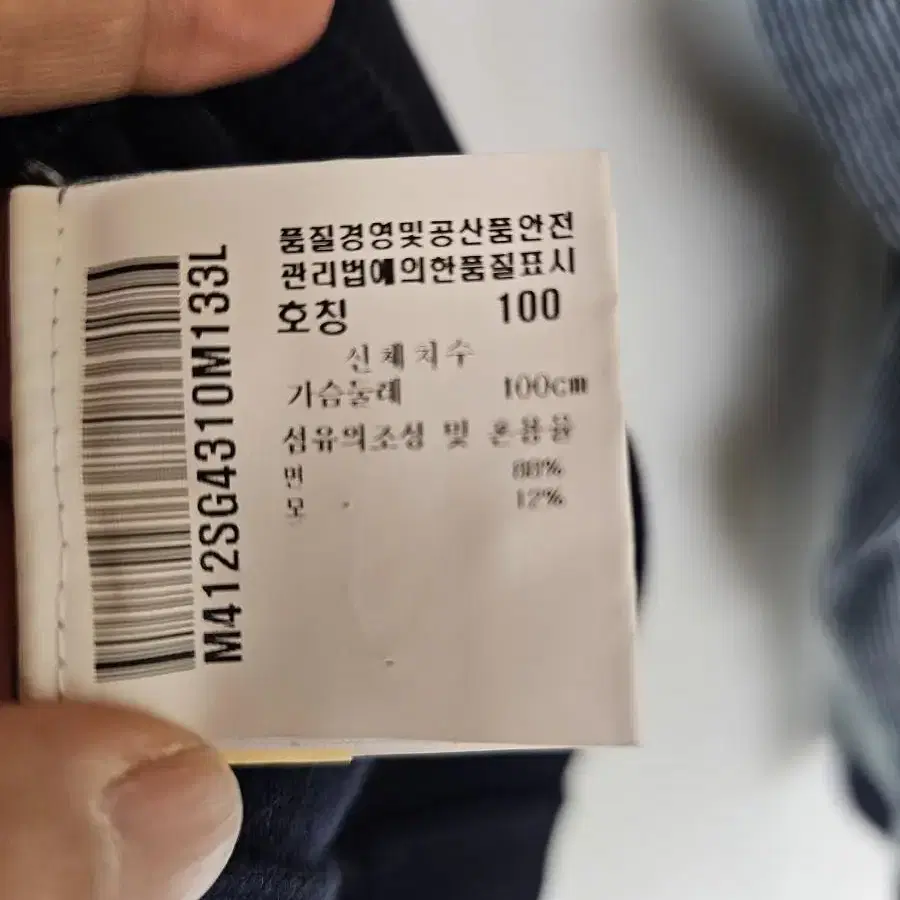 품질경영및공산품안전
관리법에의한품질표시
호칭 100
신체치수
가슴둘레 100cm
섬유의조성 및 혼용율
면 88%
모 12%
M412SG4310M133L